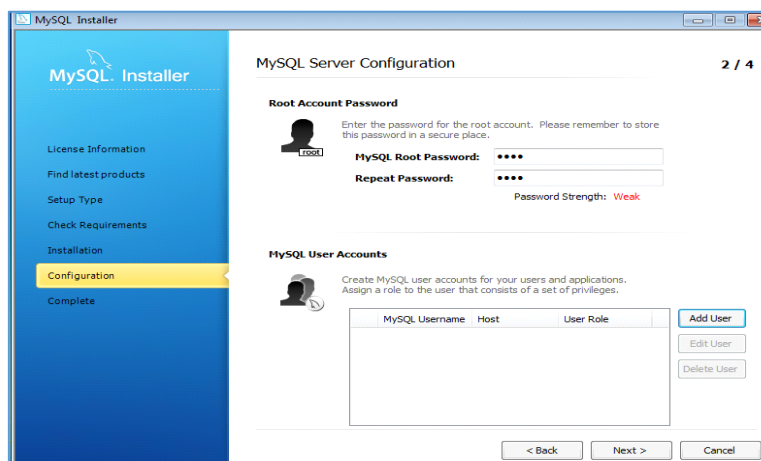 MySQL Installer
MySQL. Installer
License Information
Find latest products
Setup Type
Check Requirements
Installation
Configuration
Complete
MySQL Server Configuration
2 / 4
Root Account Password
Enter the password for the root account. Please remember to store
this password in a secure place.
root
MySQL Root Password: ••••
Repeat Password: ••••
Password Strength: Weak
MySQL User Accounts
Create MySQL user accounts for your users and applications.
Assign a role to the user that consists of a set of privileges.
MySQL Username Host User Role
Add User
Edit User
Delete User
< Back Next > Cancel